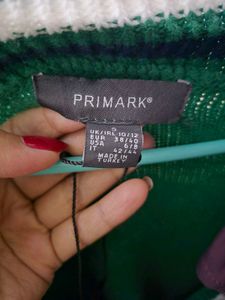 PRIMARK®
S
UK/IRL 10/12
EUR 38/40
USA 6/8
IT 42/44
MADE IN
TURKEY